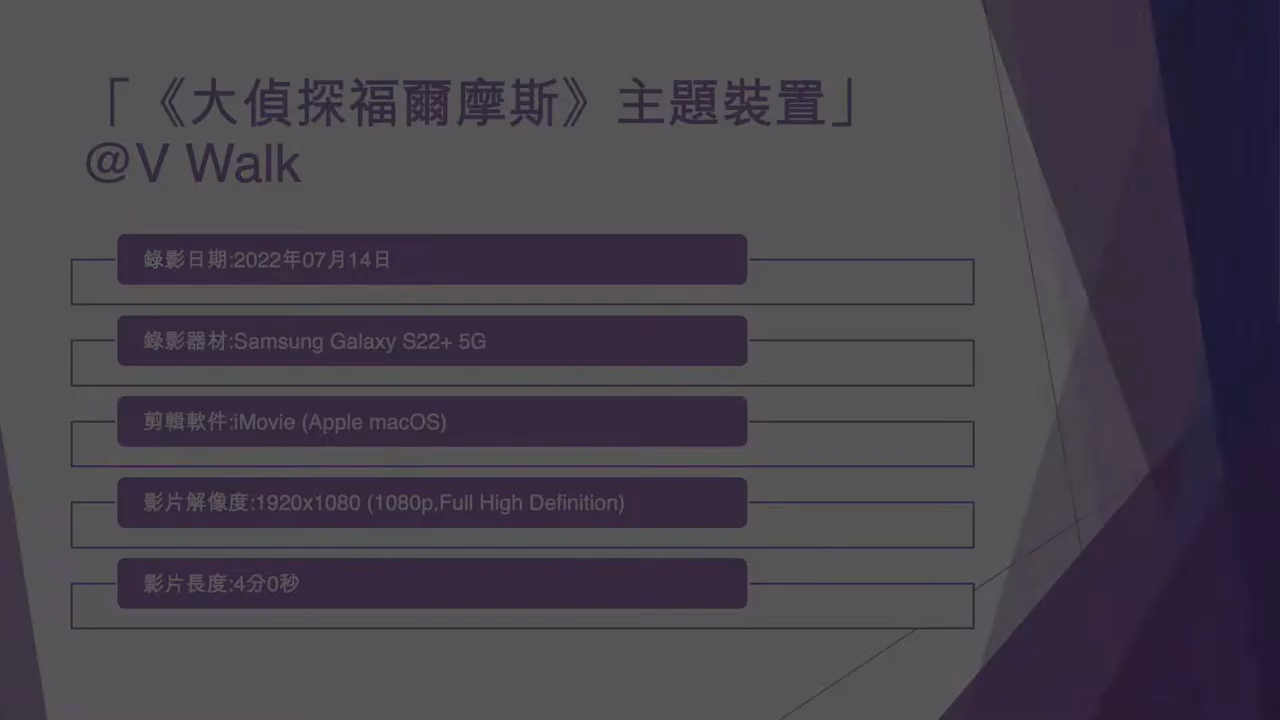 「《大偵探福爾摩斯》主題裝置」
@V Walk
錄影日期:2022年07月14日
錄影器材:Samsung Galaxy S22+ 5G
剪輯軟件:iMovie (Apple macOS)
影片解像度:1920x1080 (1080p,Full High Definition)
影片長度:4分0秒